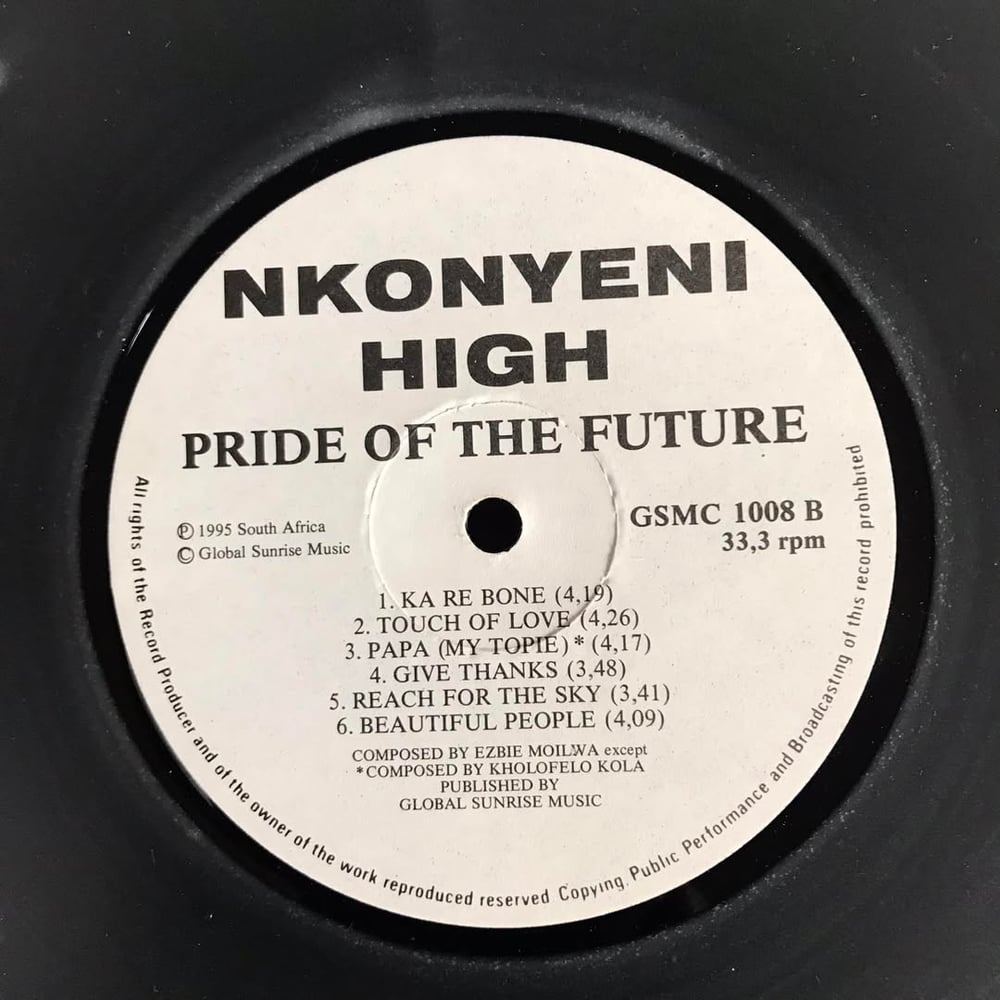 NKONYENI
HIGH
PRIDE OF THE FUTURE
Ⓟ 1995 South Africa
© Global Sunrise Music
GSMC 1008 B
33,3 rpm
1. KA RE BONE (4,19)
2. TOUCH OF LOVE (4,26)
3. PAPA (MY TOPIE) * (4,17)
4. GIVE THANKS (3,48)
5. REACH FOR THE SKY (3,41)
6. BEAUTIFUL PEOPLE (4,09)
COMPOSED BY EZBIE MOILWA except
*COMPOSED BY KHOLOFELO KOLA
PUBLISHED BY
GLOBAL SUNRISE MUSIC
All rights of the Record Producer and of the owner of the work reproduced reserved Copying, Public Performance and Broadcasting of this record prohibited